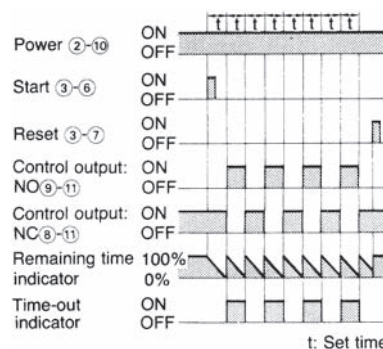 t t t t t t t t
Power ②-⑩ ON
OFF
Start ③-⑥ ON
OFF
Reset ③-⑦ ON
OFF
Control output: ON
NO⑨-⑪ OFF
Control output: ON
NC⑧-⑪ OFF
Remaining time 100%
indicator 0%
Time-out ON
indicator OFF
t: Set time